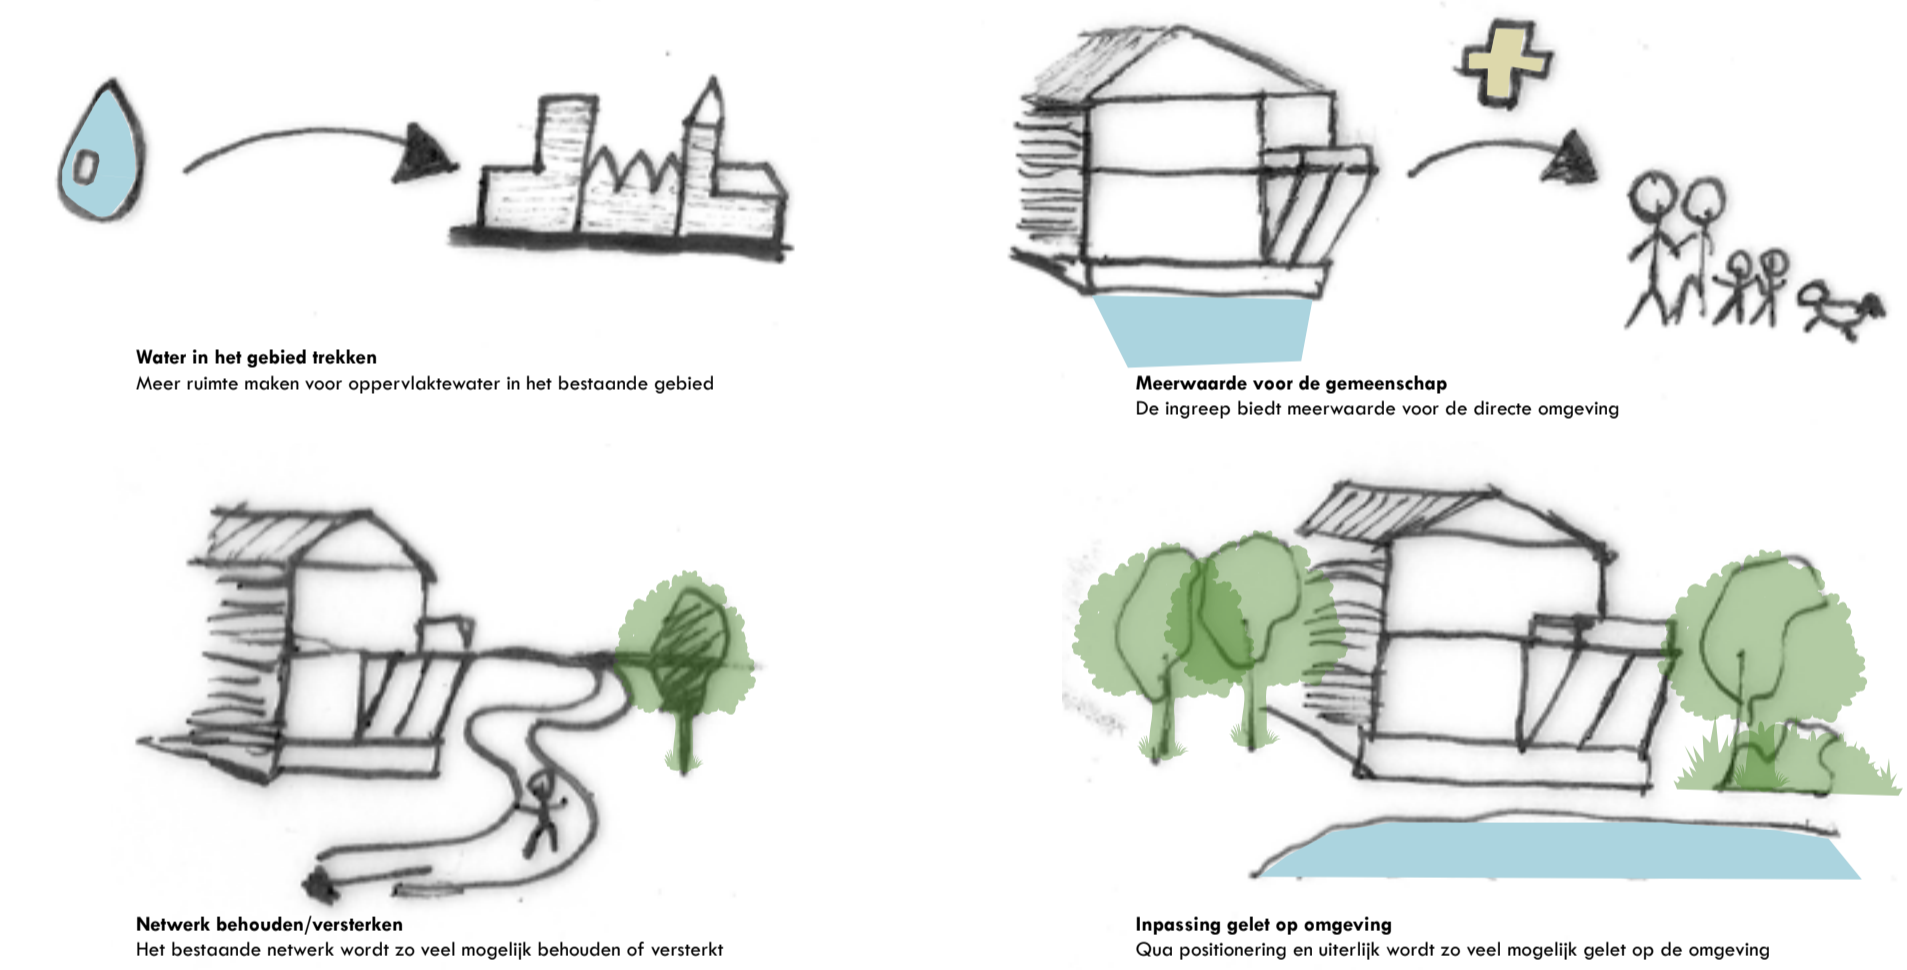 Water in het gebied trekken
Meer ruimte maken voor oppervlaktewater in het bestaande gebied
Meerwaarde voor de gemeenschap
De ingreep biedt meerwaarde voor de directe omgeving
Netwerk behouden/versterken
Het bestaande netwerk wordt zo veel mogelijk behouden of versterkt
Inpassing gelet op omgeving
Qua positionering en uiterlijk wordt zo veel mogelijk gelet op de omgeving